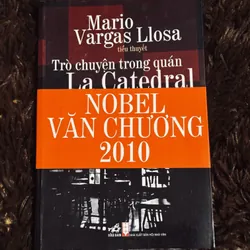 Mario
Vargas Llosa
tiểu thuyết
Trò chuyện trong quán
La Catedral
NOBEL
VĂN CHƯƠNG
2010